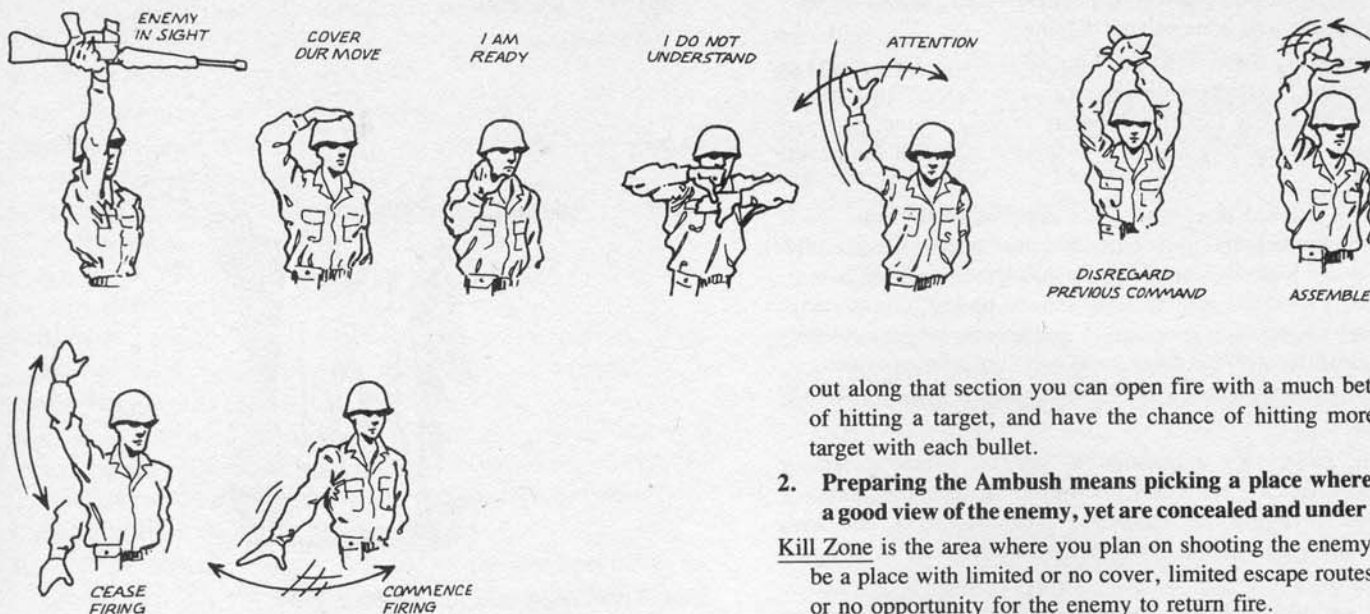 ENEMY
IN SIGHT
COVER
OUR MOVE
I AM
READY
I DO NOT
UNDERSTAND
ATTENTION
DISREGARD
PREVIOUS COMMAND
ASSEMBLE
CEASE
FIRING
COMMENCE
FIRING
out along that section you can open fire with a much bet
of hitting a target, and have the chance of hitting more
target with each bullet.
2. Preparing the Ambush means picking a place where
a good view of the enemy, yet are concealed and under
Kill Zone is the area where you plan on shooting the enemy
be a place with limited or no cover, limited escape routes
or no opportunity for the enemy to return fire.